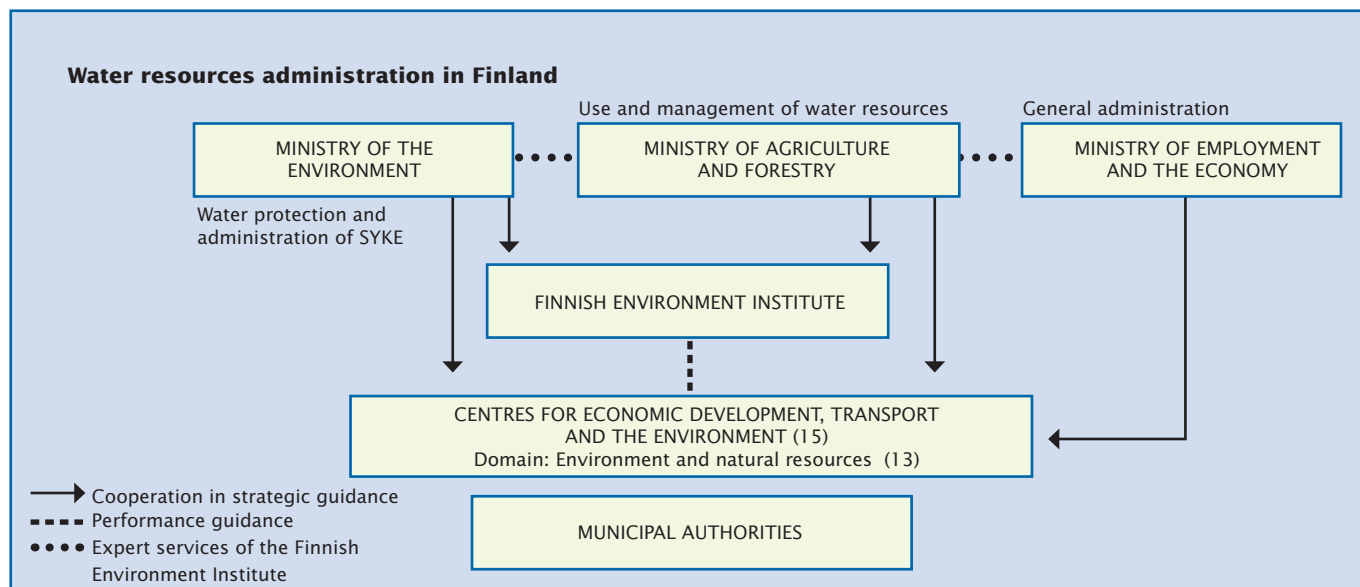 Water resources administration in Finland
Use and management of water resources
General administration
MINISTRY OF THE
ENVIRONMENT
MINISTRY OF AGRICULTURE
AND FORESTRY
MINISTRY OF EMPLOYMENT
AND THE ECONOMY
Water protection and
administration of SYKE
FINNISH ENVIRONMENT INSTITUTE
CENTRES FOR ECONOMIC DEVELOPMENT, TRANSPORT
AND THE ENVIRONMENT (15)
Domain: Environment and natural resources (13)
MUNICIPAL AUTHORITIES
Cooperation in strategic guidance
Performance guidance
Expert services of the Finnish
Environment Institute